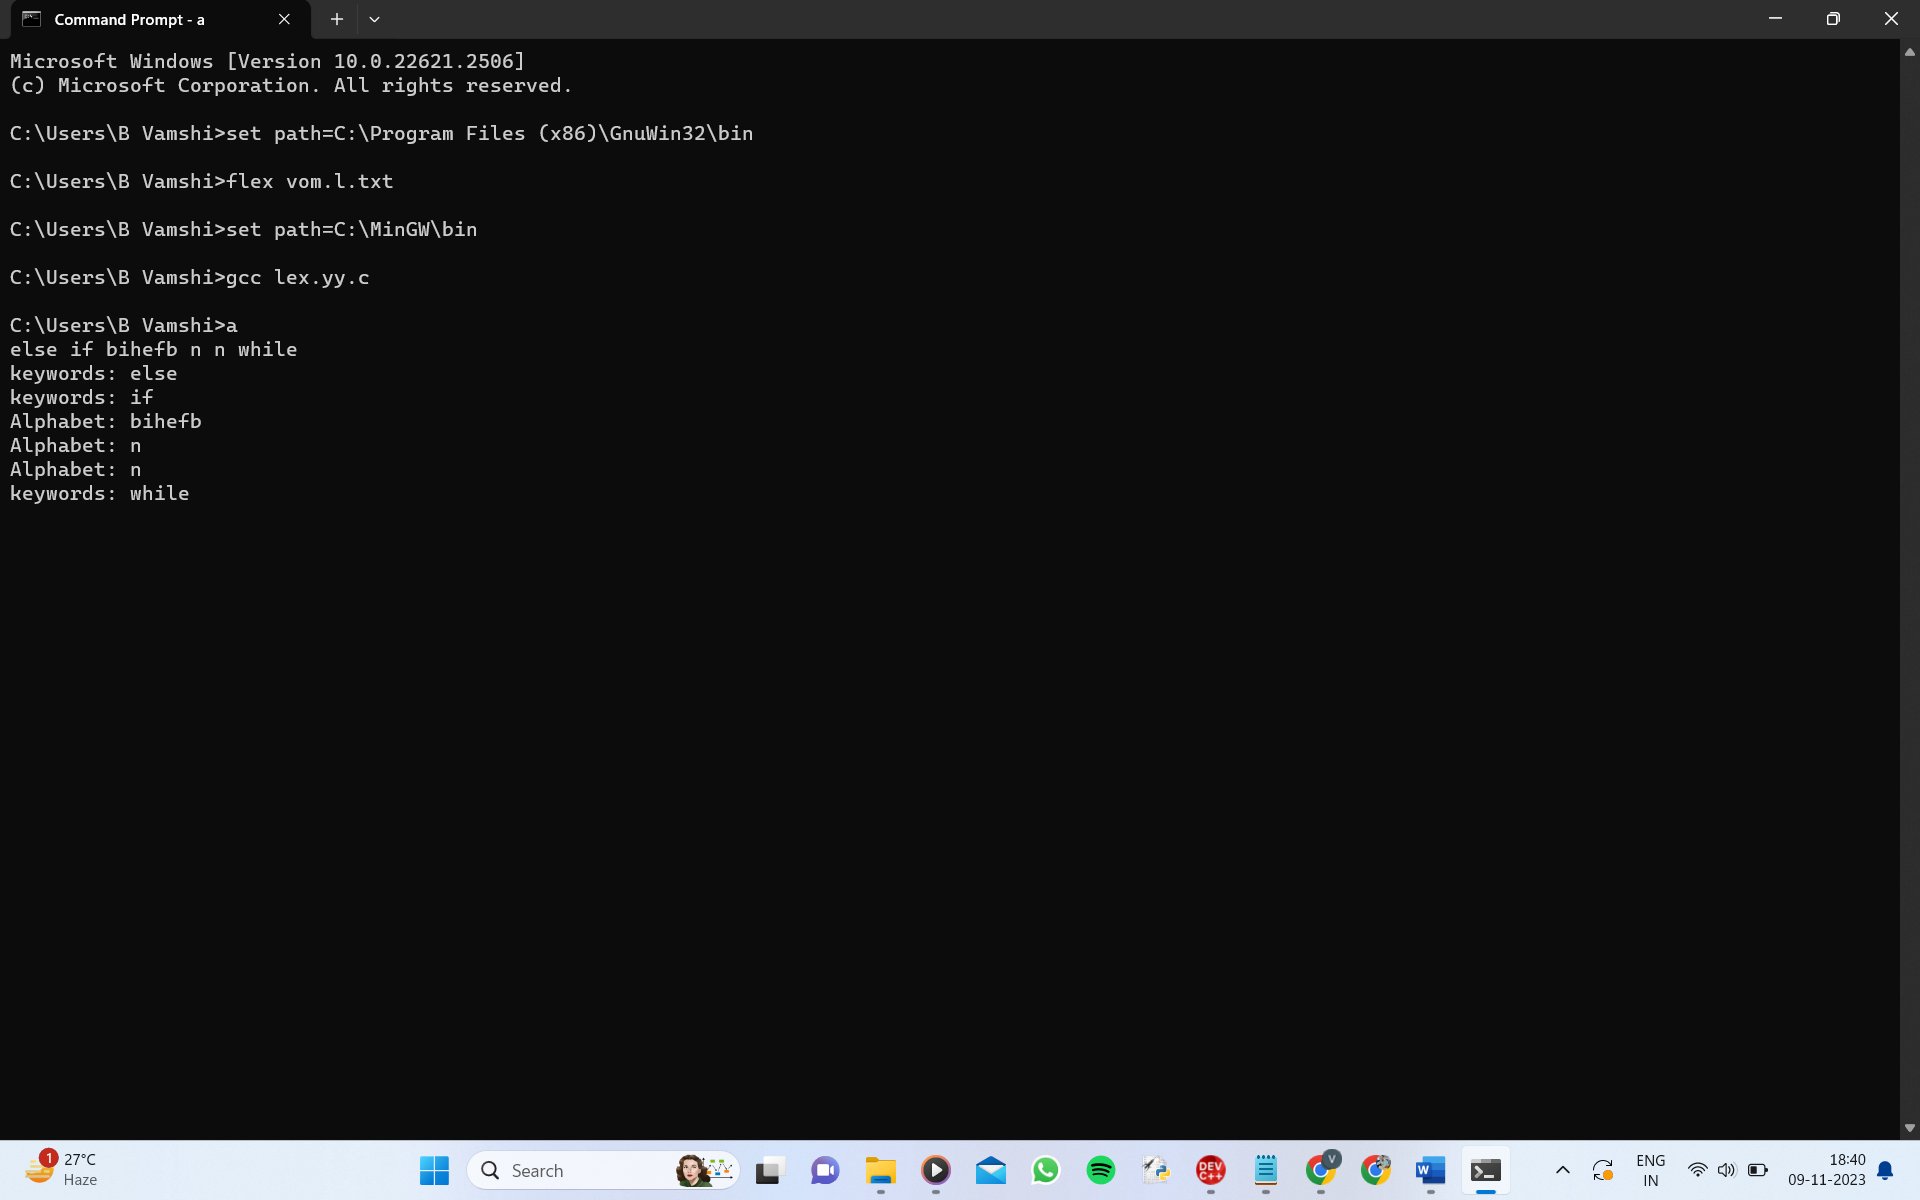 Command Prompt - a
Microsoft Windows [Version 10.0.22621.2506]
(c) Microsoft Corporation. All rights reserved.
C:\Users\B Vamshi>set path=C:\Program Files (x86)\GnuWin32\bin
C:\Users\B Vamshi>flex vom.l.txt
C:\Users\B Vamshi>set path=C:\MinGW\bin
C:\Users\B Vamshi>gcc lex.yy.c
C:\Users\B Vamshi>a
else if bihefb n n while
keywords: else
keywords: if
Alphabet: bihefb
Alphabet: n
Alphabet: n
keywords: while
1
27°C
Haze
Search
DEV
C++
V
W
ENG
IN
18:40
09-11-2023